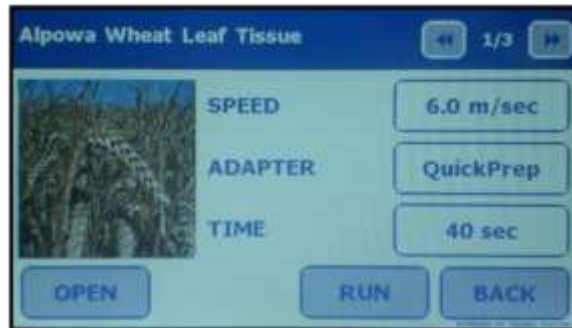 Alpowa Wheat Leaf Tissue
1/3
SPEED 6.0 m/sec
ADAPTER QuickPrep
TIME 40 sec
OPEN RUN BACK